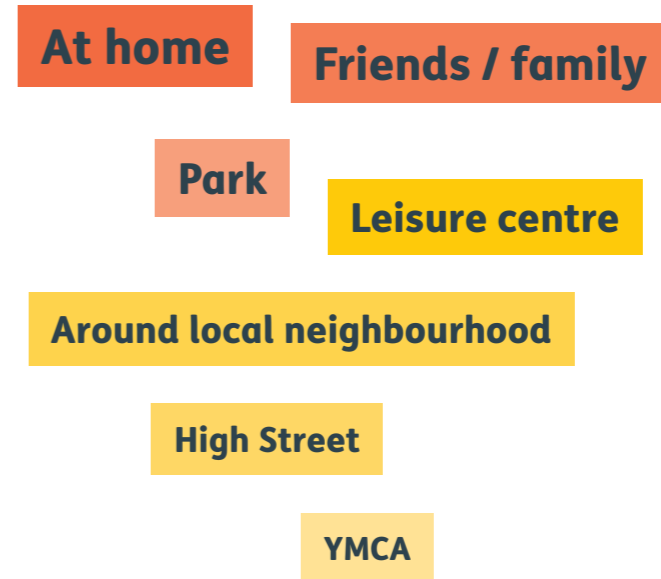 At home
Friends / family
Park
Leisure centre
Around local neighbourhood
High Street
YMCA